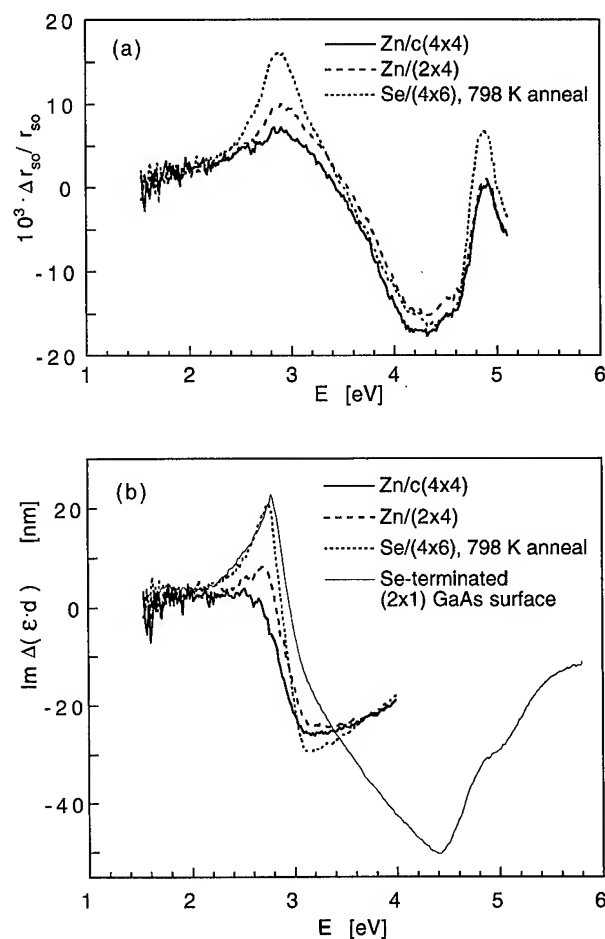 (a)
Zn/c(4x4)
Zn/(2x4)
Se/(4x6), 798 K anneal
10³ · Δ r_so / r_so
20
10
0
-10
-20
1 2 3 4 5 6
E [eV]
(b)
Zn/c(4x4)
Zn/(2x4)
Se/(4x6), 798 K anneal
Se-terminated
(2x1) GaAs surface
Im Δ( ε·d ) [nm]
20
0
-20
-40
1 2 3 4 5 6
E [eV]